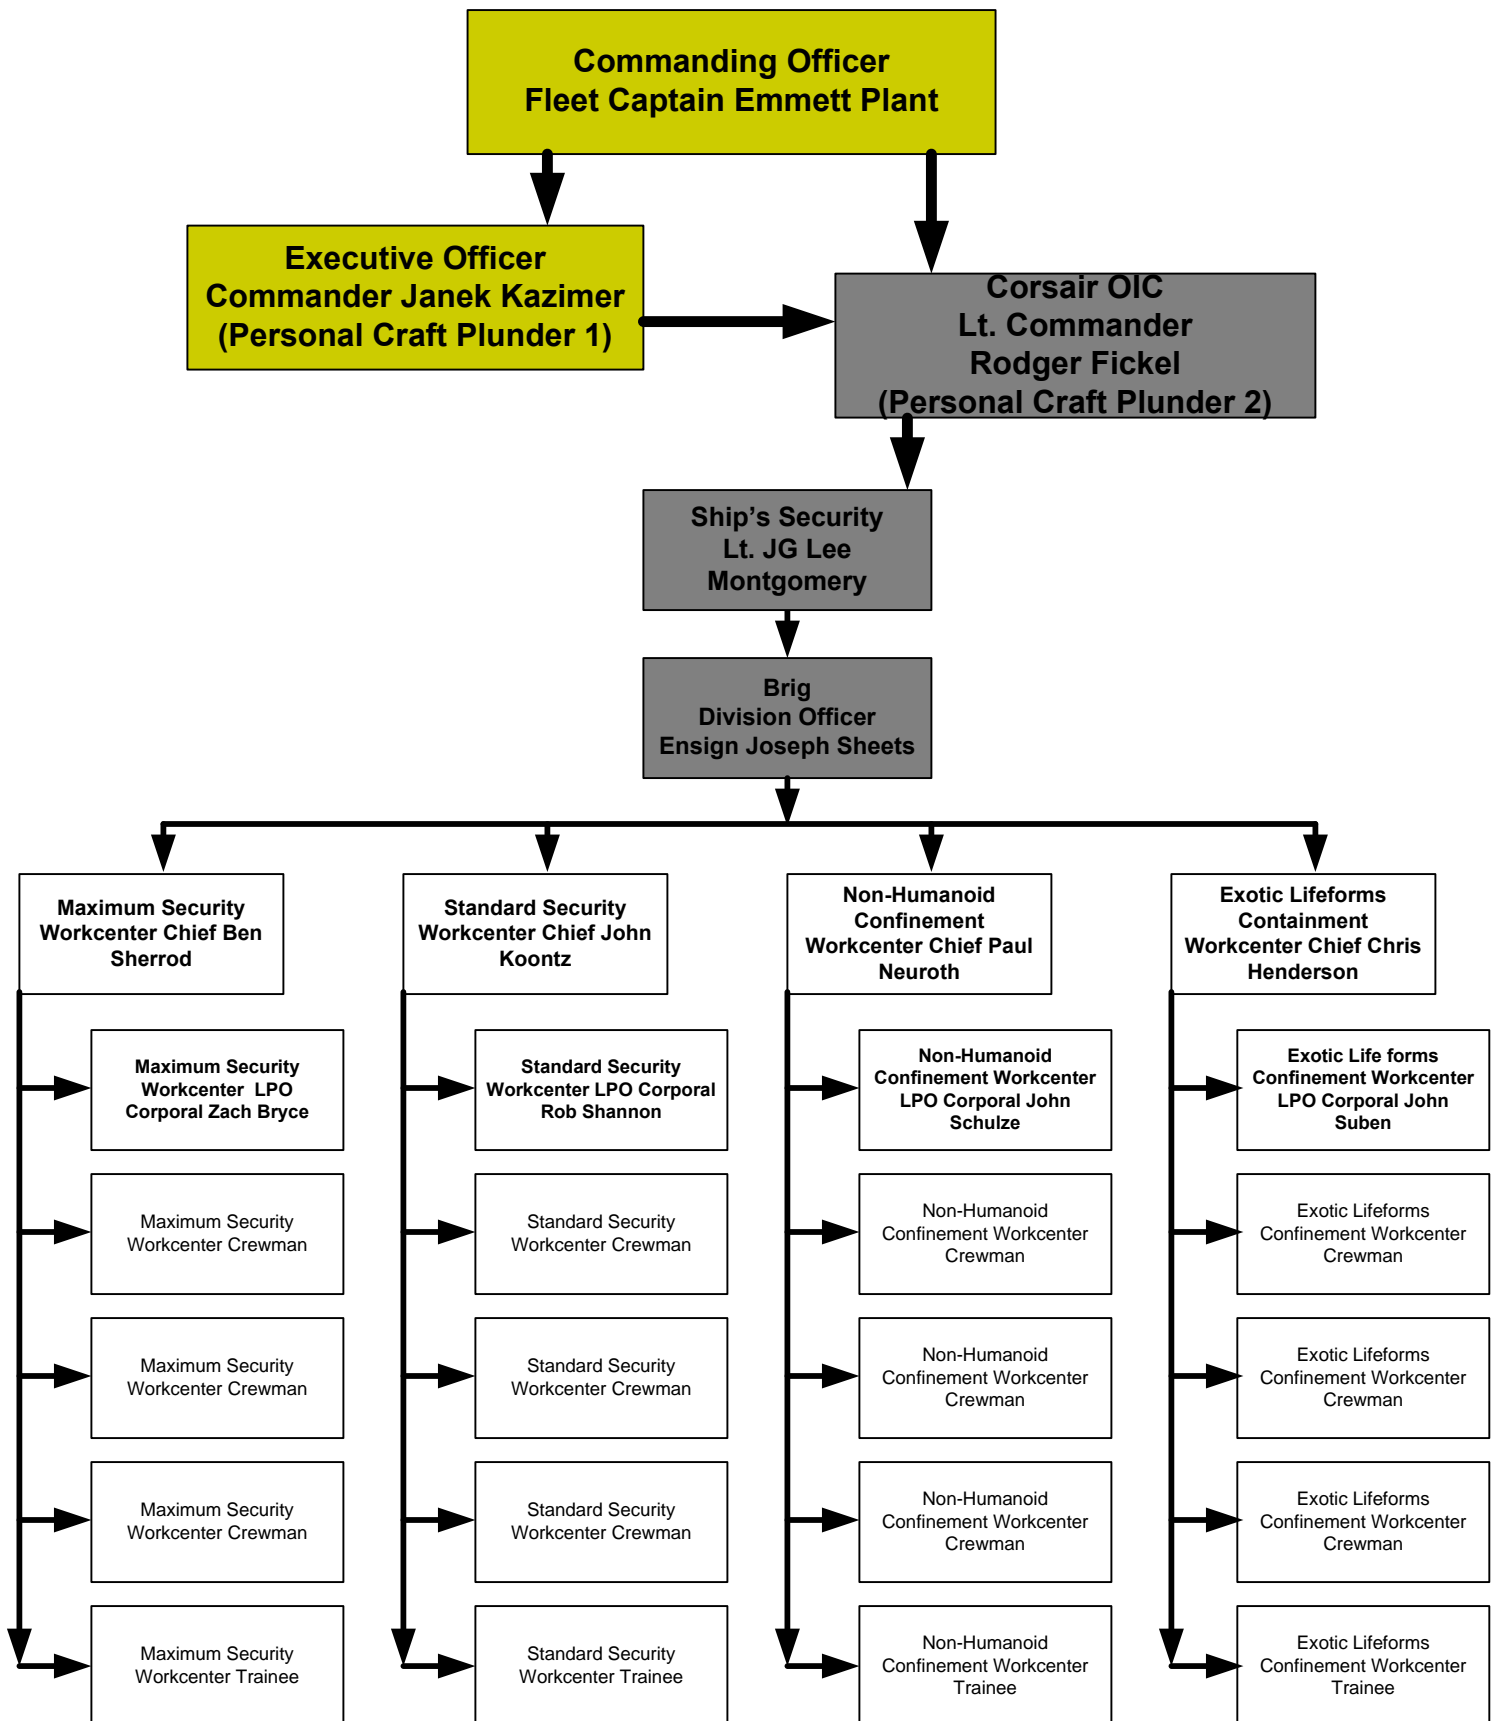 Commanding Officer
Fleet Captain Emmett Plant
Executive Officer
Commander Janek Kazimer
(Personal Craft Plunder 1)
Corsair OIC
Lt. Commander
Rodger Fickel
(Personal Craft Plunder 2)
Ship's Security
Lt. JG Lee
Montgomery
Brig
Division Officer
Ensign Joseph Sheets
Maximum Security
Workcenter Chief Ben
Sherrod
Standard Security
Workcenter Chief John
Koontz
Non-Humanoid
Confinement
Workcenter Chief Paul
Neuroth
Exotic Lifeforms
Containment
Workcenter Chief Chris
Henderson
Maximum Security
Workcenter  LPO
Corporal Zach Bryce
Standard Security
Workcenter LPO Corporal
Rob Shannon
Non-Humanoid
Confinement Workcenter
LPO Corporal John
Schulze
Exotic Life forms
Confinement Workcenter
LPO Corporal John
Suben
Maximum Security
Workcenter Crewman
Standard Security
Workcenter Crewman
Non-Humanoid
Confinement Workcenter
Crewman
Exotic Lifeforms
Confinement Workcenter
Crewman
Maximum Security
Workcenter Crewman
Standard Security
Workcenter Crewman
Non-Humanoid
Confinement Workcenter
Crewman
Exotic Lifeforms
Confinement Workcenter
Crewman
Maximum Security
Workcenter Crewman
Standard Security
Workcenter Crewman
Non-Humanoid
Confinement Workcenter
Crewman
Exotic Lifeforms
Confinement Workcenter
Crewman
Maximum Security
Workcenter Trainee
Standard Security
Workcenter Trainee
Non-Humanoid
Confinement Workcenter
Trainee
Exotic Lifeforms
Confinement Workcenter
Trainee